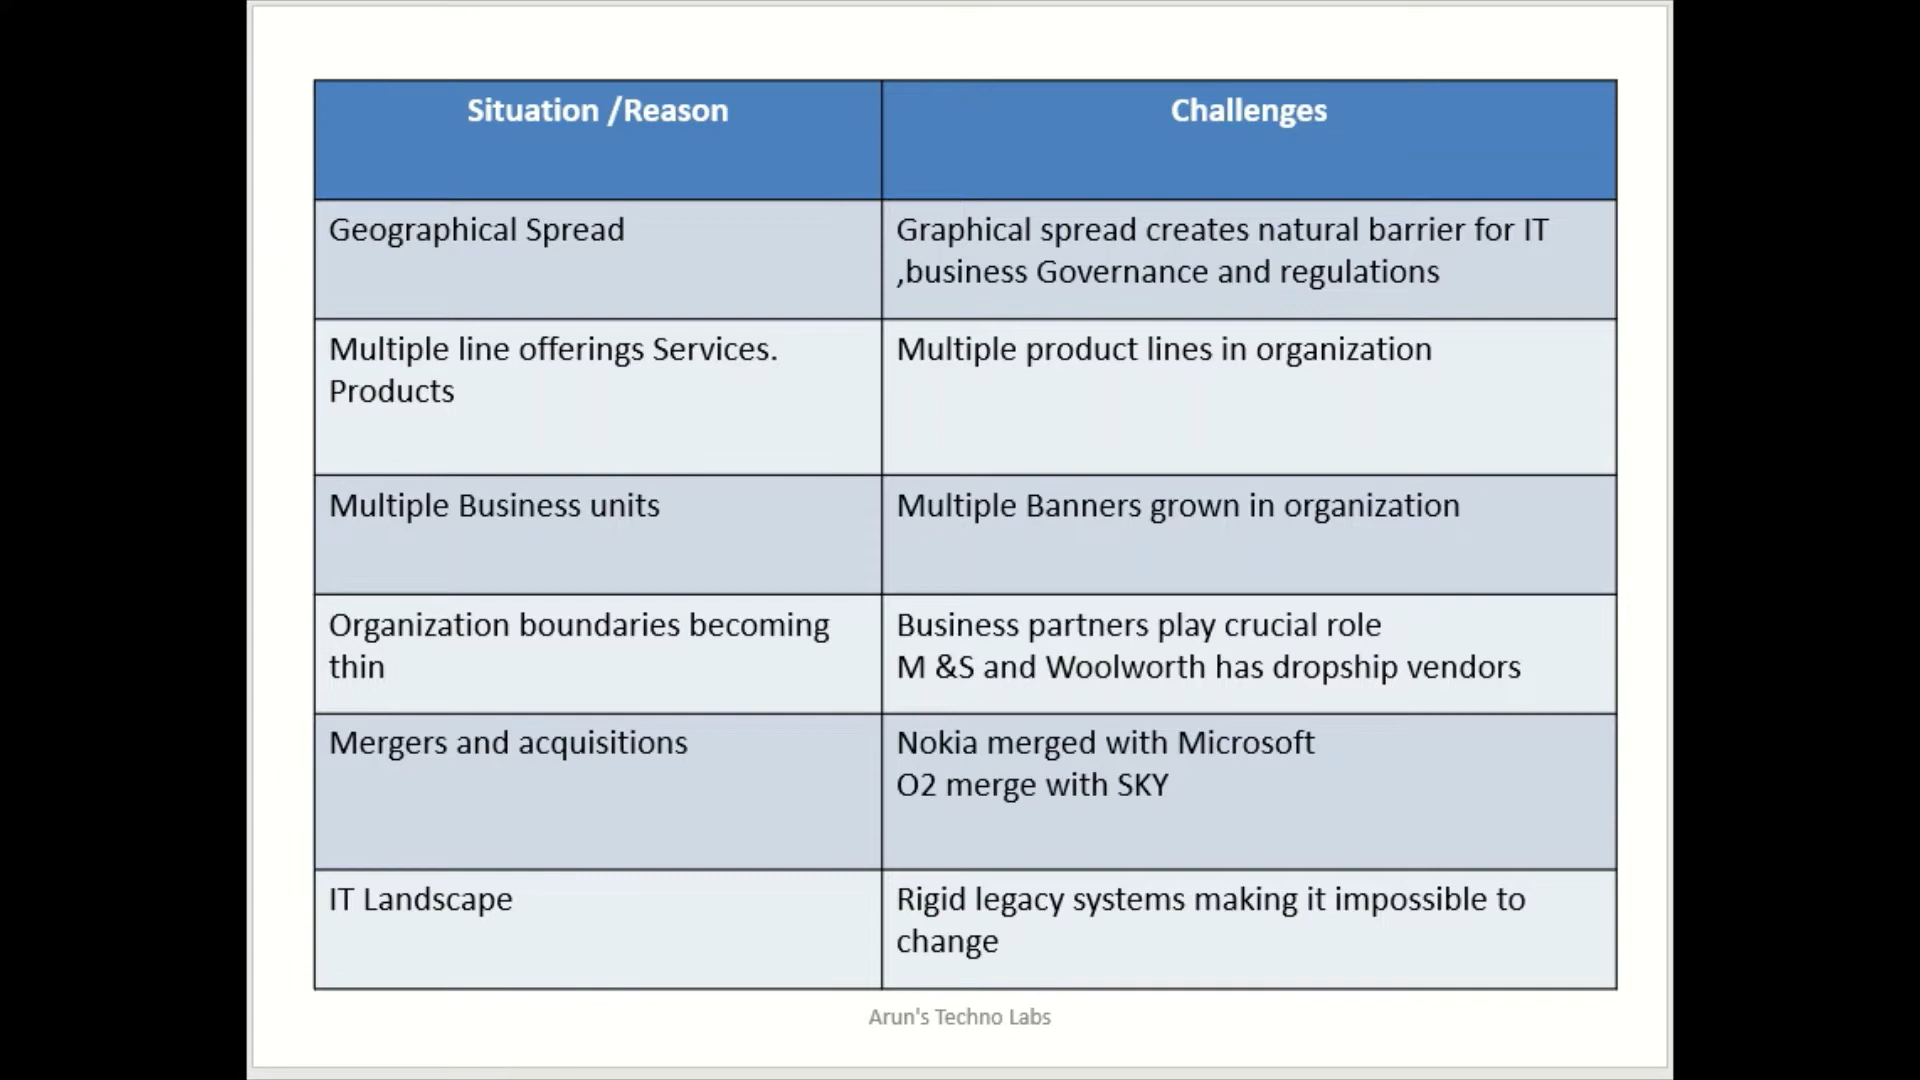 Situation /Reason
Challenges
Geographical Spread
Graphical spread creates natural barrier for IT
,business Governance and regulations
Multiple line offerings Services.
Products
Multiple product lines in organization
Multiple Business units
Multiple Banners grown in organization
Organization boundaries becoming
thin
Business partners play crucial role
M &S and Woolworth has dropship vendors
Mergers and acquisitions
Nokia merged with Microsoft
O2 merge with SKY
IT Landscape
Rigid legacy systems making it impossible to
change
Arun's Techno Labs